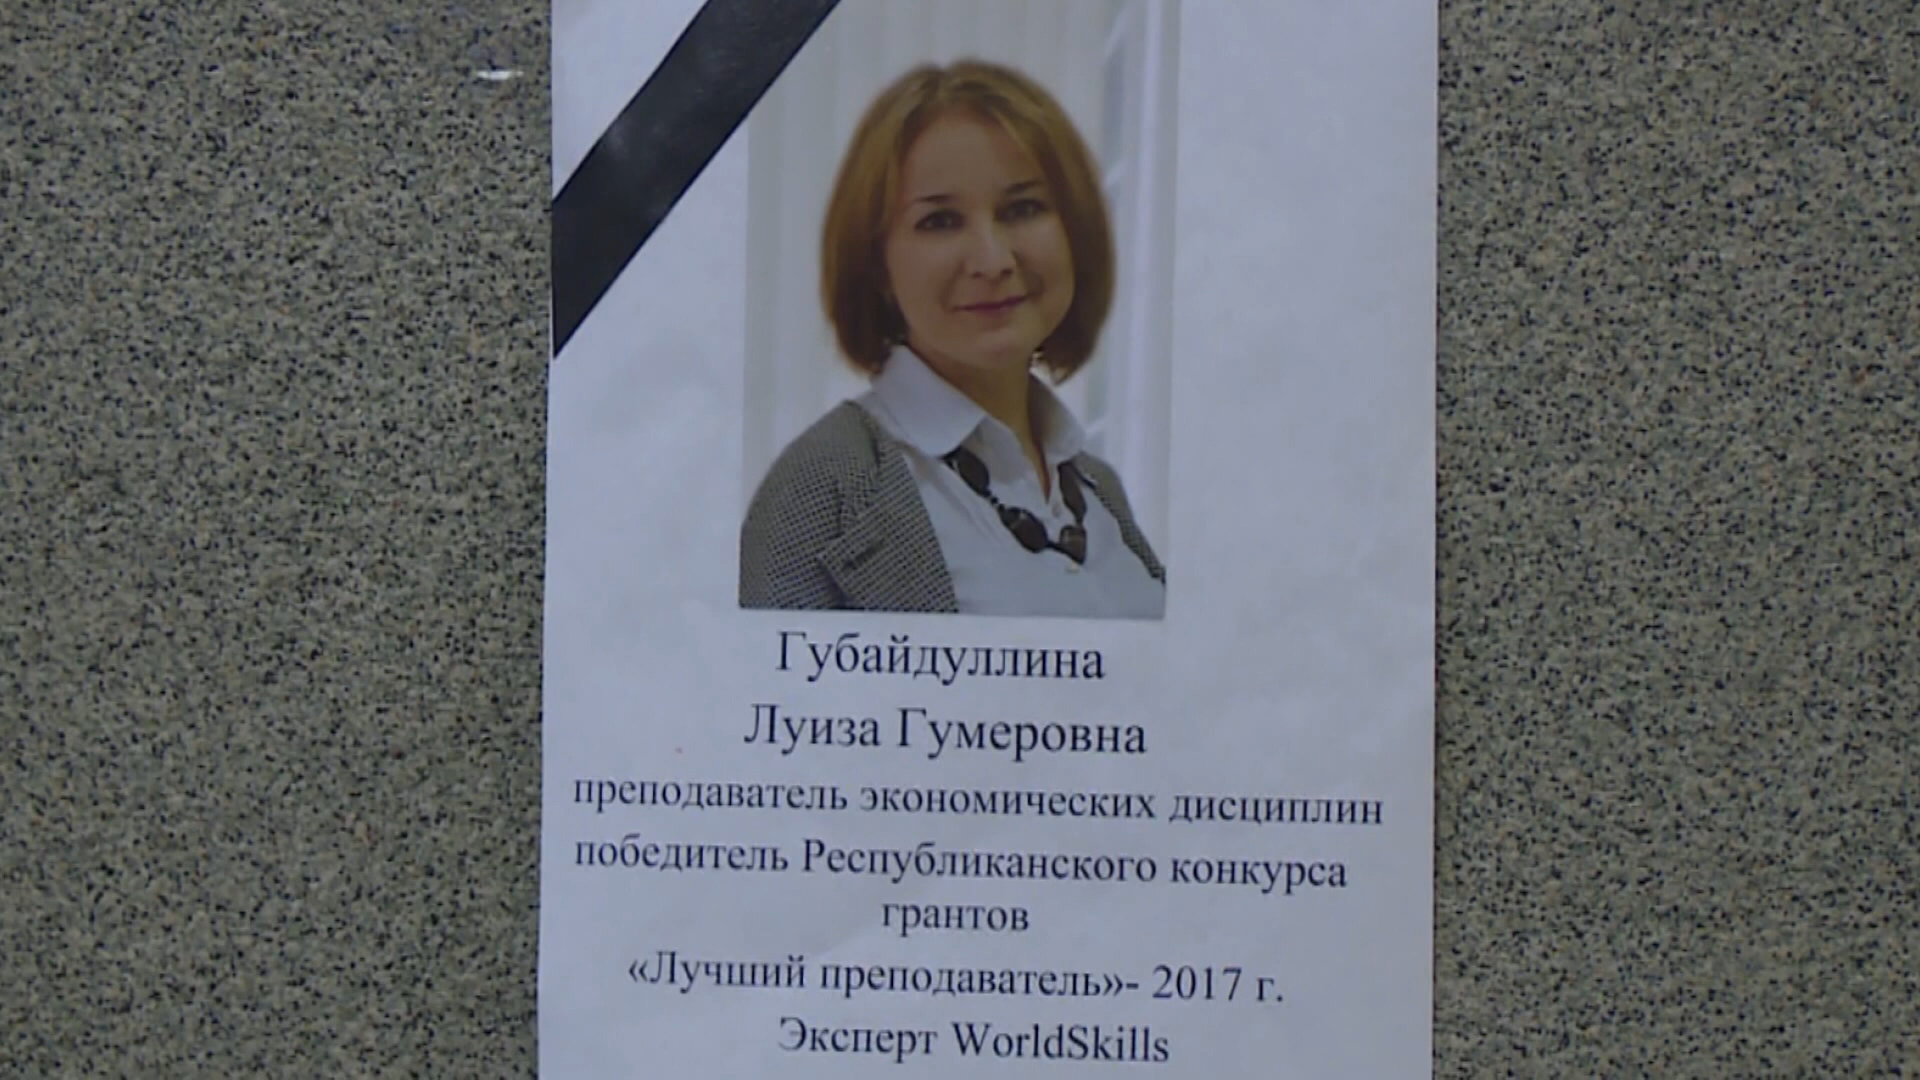 Губайдуллина
Луиза Гумеровна
преподаватель экономических дисциплин
победитель Республиканского конкурса
грантов
«Лучший преподаватель»- 2017 г.
Эксперт WorldSkills